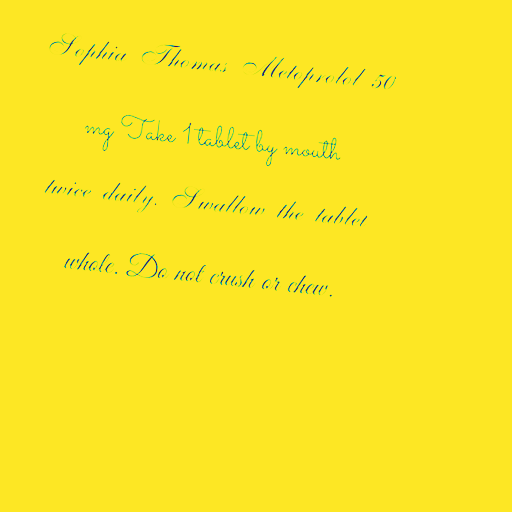 Sophia Thomas Metoprolol 50
mg Take 1 tablet by mouth
twice daily. Swallow the tablet
whole. Do not crush or chew.